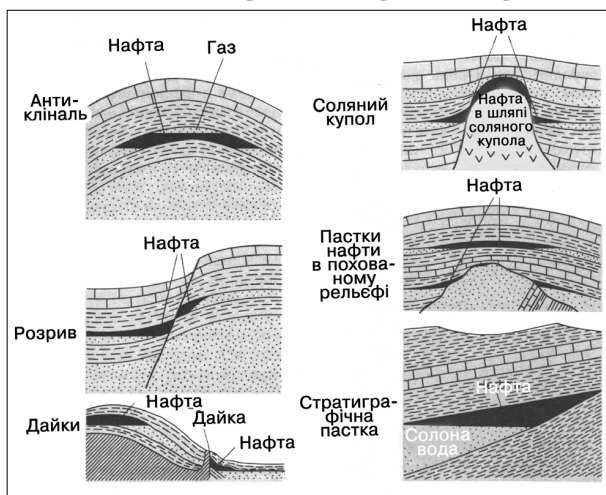 Нафта
Газ
Анти-
кліналь
Нафта
Розрив
Нафта
Дайка
Дайки
Нафта
Нафта
Соляний
купол
Нафта
в шляпі
соляного
купола
Нафта
Пастки
нафти
в похова-
ному
рельєфі
Нафта
Стратигра-
фічна
пастка
Солона
вода